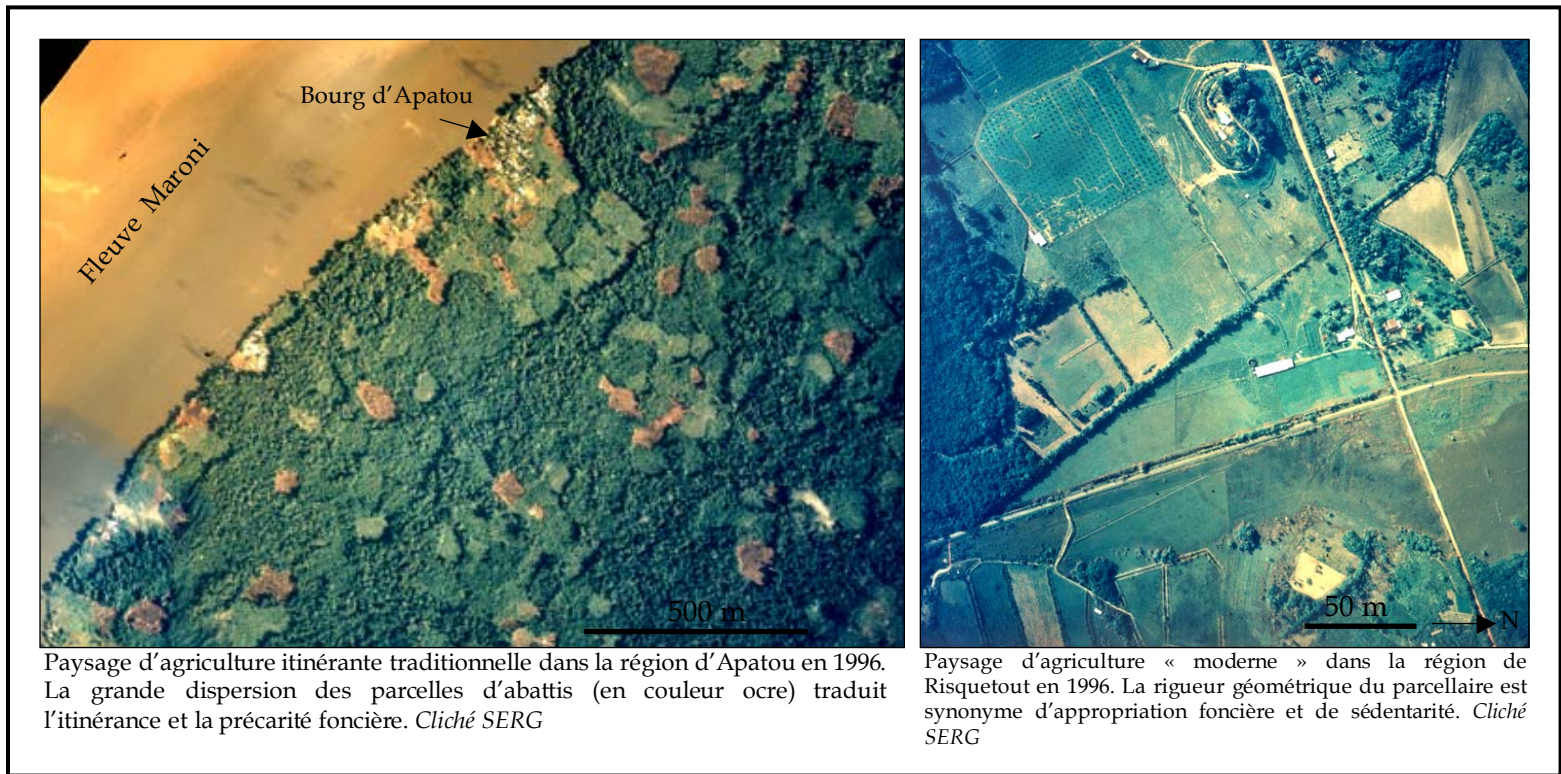 Bourg d'Apatou
Fleuve Maroni
500 m
50 m
N
Paysage d'agriculture itinérante traditionnelle dans la région d'Apatou en 1996.
La grande dispersion des parcelles d'abattis (en couleur ocre) traduit
l'itinérance et la précarité foncière. Cliché SERG
Paysage d'agriculture « moderne » dans la région de
Risquetout en 1996. La rigueur géométrique du parcellaire est
synonyme d'appropriation foncière et de sédentarité. Cliché
SERG